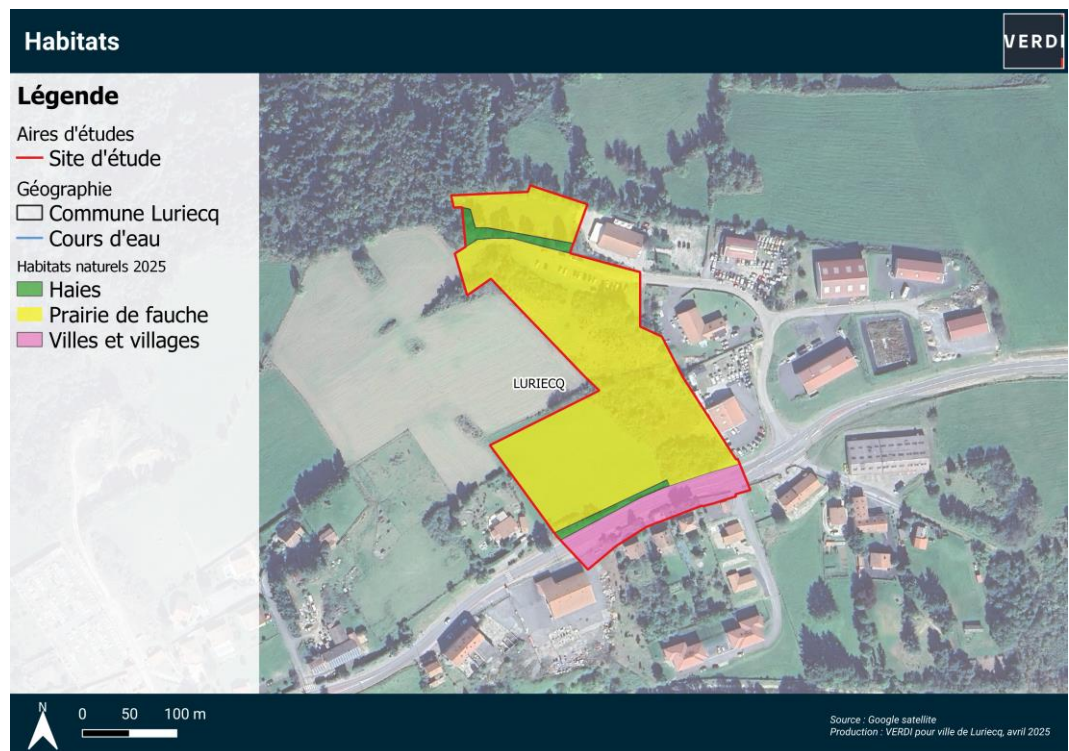 Habitats
VERDI
Légende
Aires d'études
Site d'étude
Géographie
Commune Luriecq
Cours d'eau
Habitats naturels 2025
Haies
Prairie de fauche
Villes et villages
LURIECQ
N
0 50 100 m
Source : Google satellite
Production : VERDI pour ville de Luriecq, avril 2025